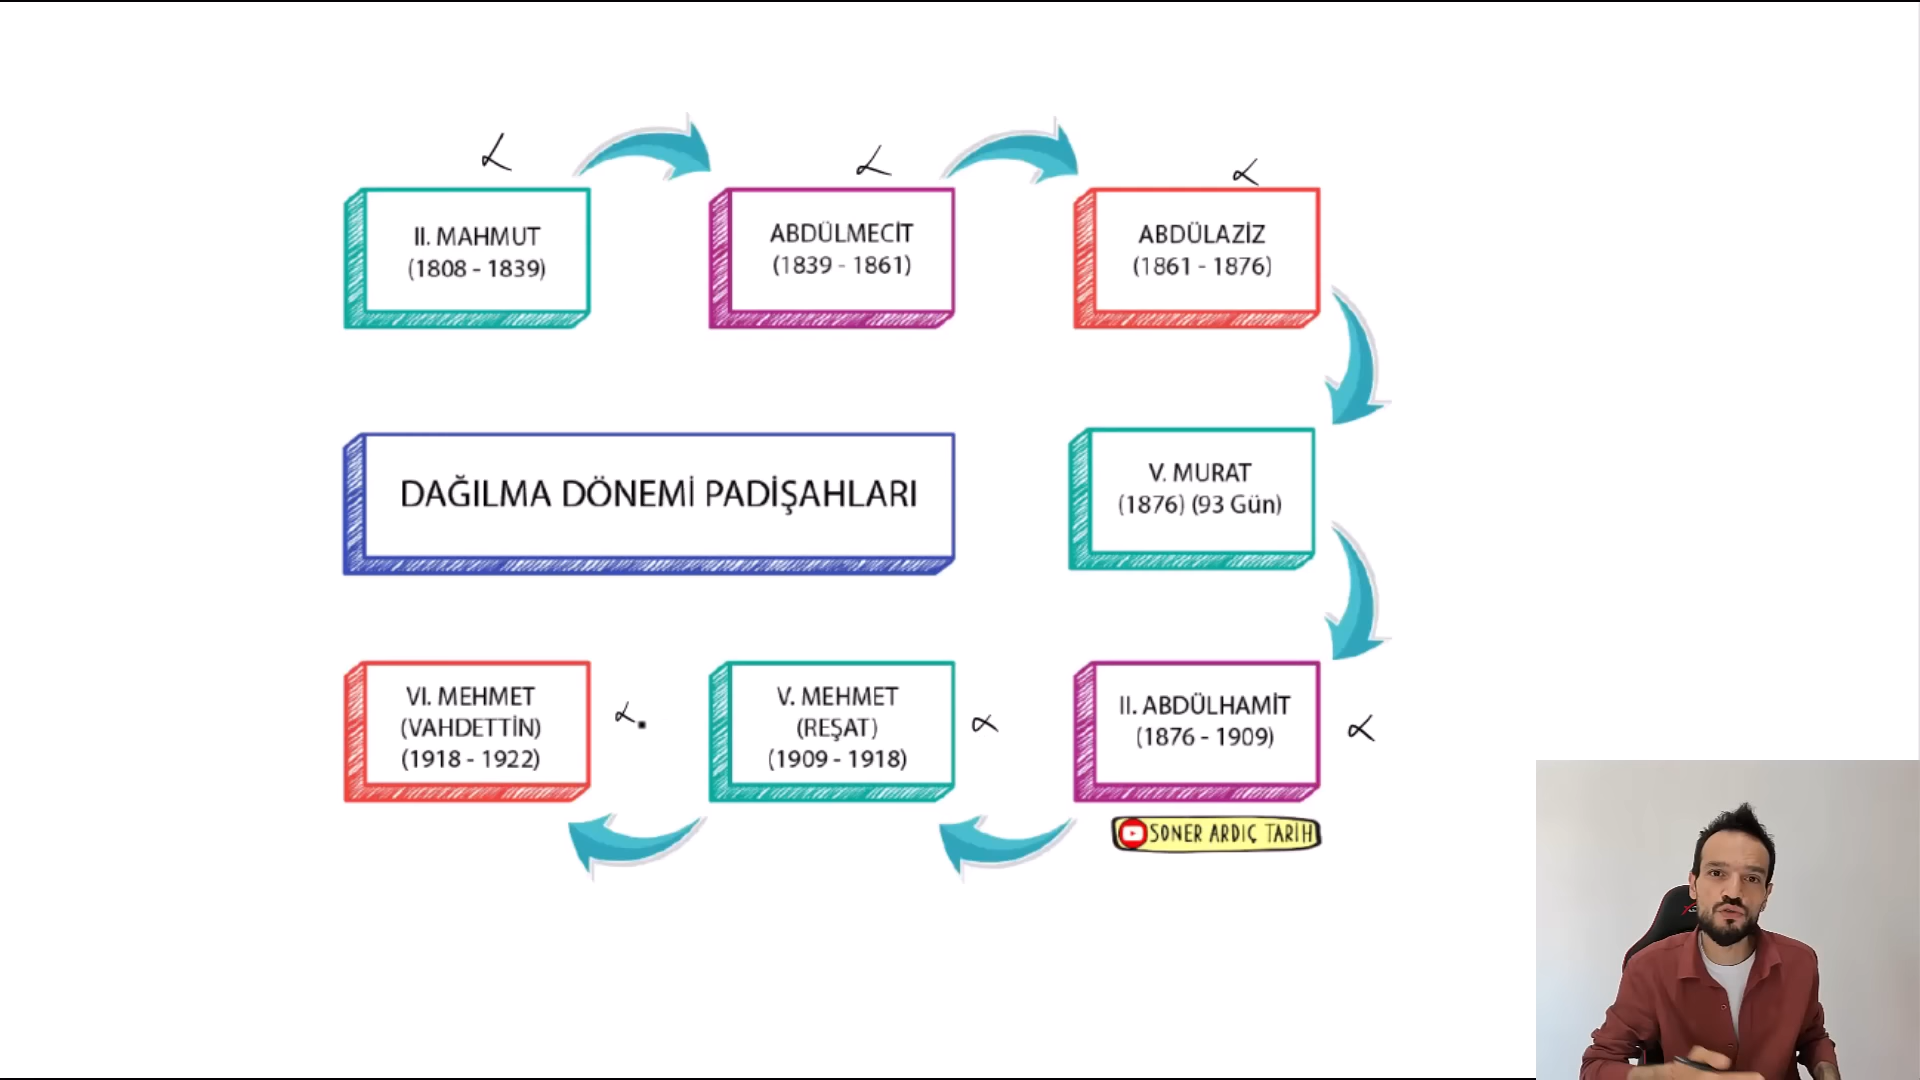 II. MAHMUT
(1808 - 1839)
ABDÜLMECİT
(1839 - 1861)
ABDÜLAZİZ
(1861 - 1876)
DAĞILMA DÖNEMİ PADİŞAHLARI
V. MURAT
(1876) (93 Gün)
VI. MEHMET
(VAHDETTİN)
(1918 - 1922)
V. MEHMET
(REŞAT)
(1909 - 1918)
II. ABDÜLHAMİT
(1876 - 1909)
SONER ARDIÇ TARİH